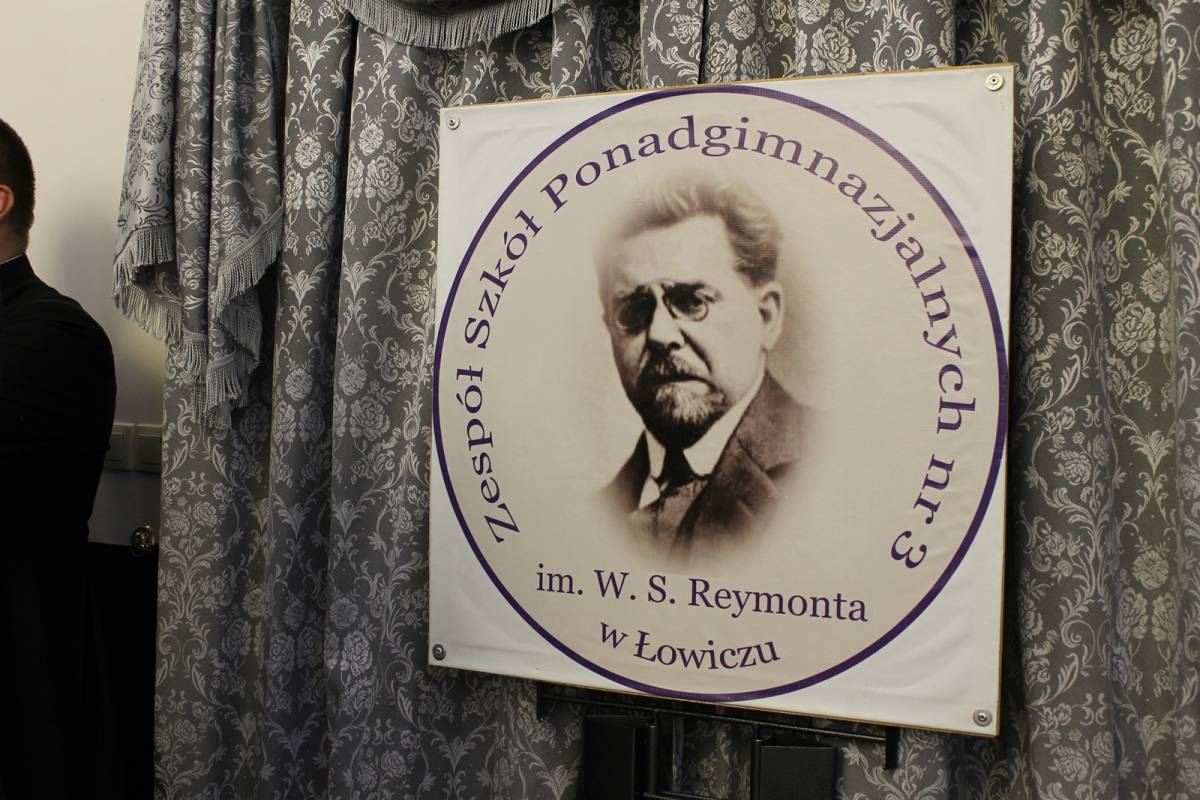 Zespół Szkół Ponadgimnazjalnych nr 3
im. W. S. Reymonta
w Łowiczu